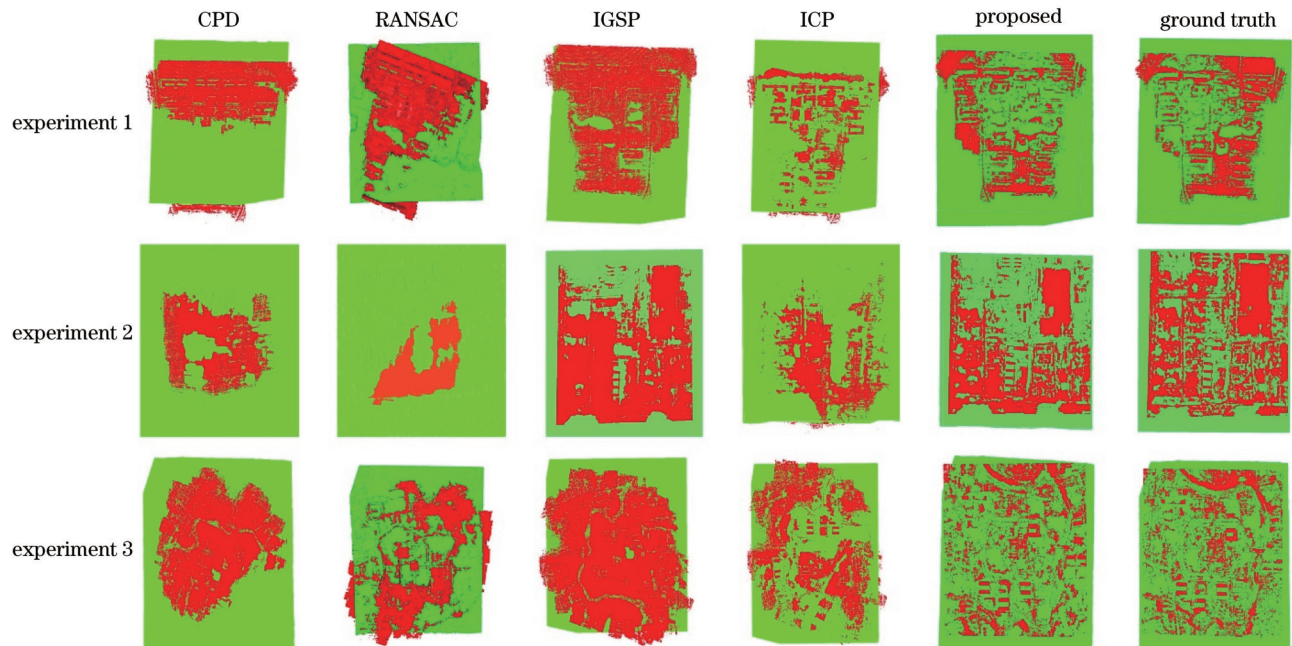 CPD RANSAC IGSP ICP proposed ground truth
experiment 1
experiment 2
experiment 3